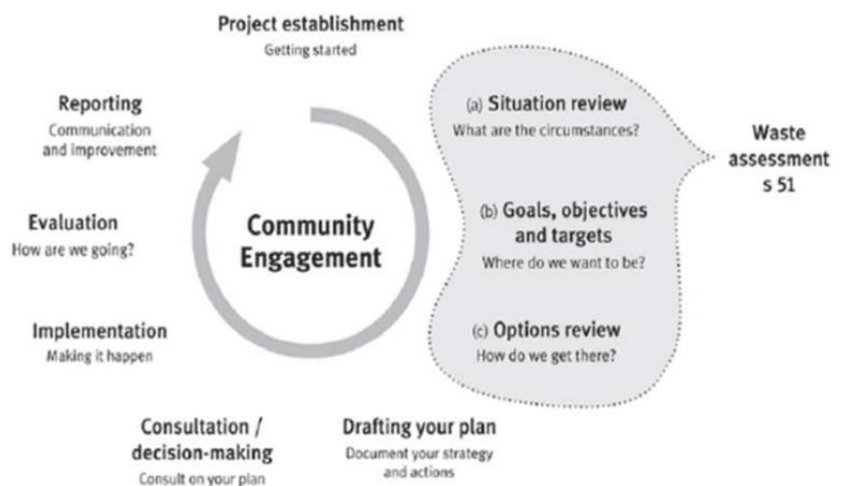 Project establishment
Getting started
(a) Situation review
What are the circumstances?
Waste
assessment
s 51
(b) Goals, objectives
and targets
Where do we want to be?
(c) Options review
How do we get there?
Drafting your plan
Document your strategy
and actions
Consultation /
decision-making
Consult on your plan
Implementation
Making it happen
Evaluation
How are we going?
Reporting
Communication
and improvement
Community
Engagement